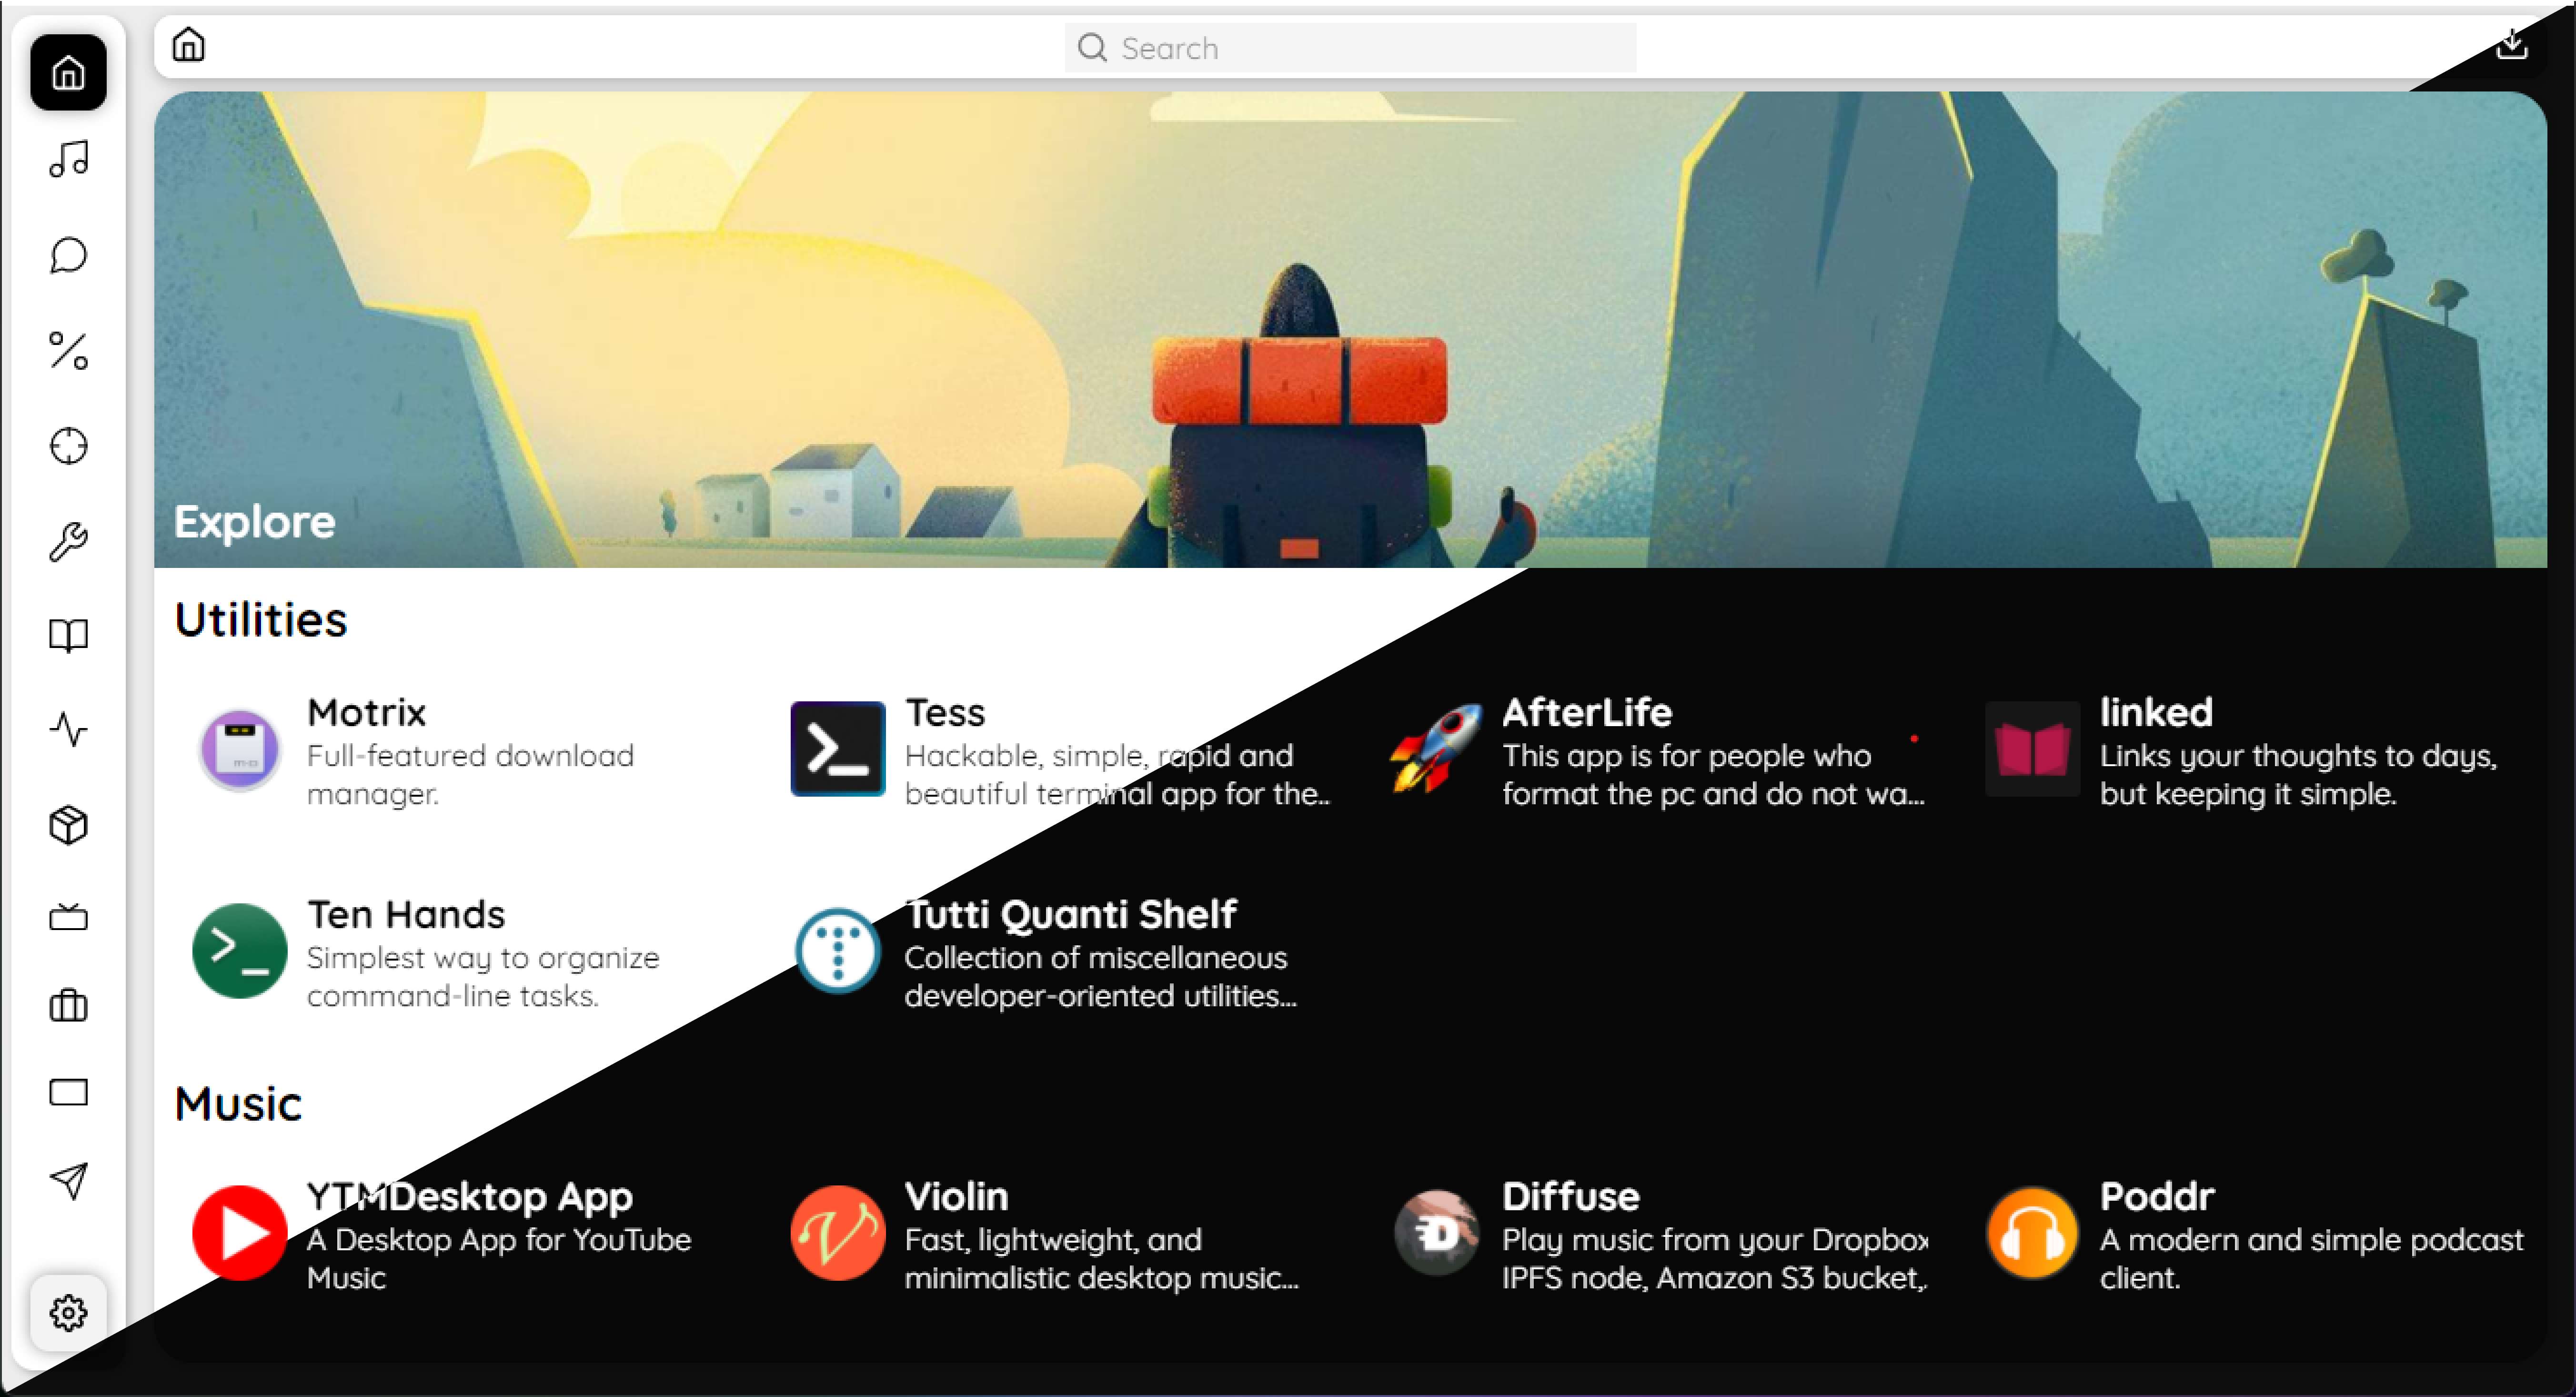 Search
Explore
Utilities
Motrix
Full-featured download
manager.
Tess
Hackable, simple, rapid and
beautiful terminal app for the..
AfterLife
This app is for people who
format the pc and do not wa...
linked
Links your thoughts to days,
but keeping it simple.
Ten Hands
Simplest way to organize
command-line tasks.
Tutti Quanti Shelf
Collection of miscellaneous
developer-oriented utilities...
Music
YTMDesktop App
A Desktop App for YouTube
Music
Violin
Fast, lightweight, and
minimalistic desktop music...
Diffuse
Play music from your Dropbox
IPFS node, Amazon S3 bucket,.
Poddr
A modern and simple podcast
client.